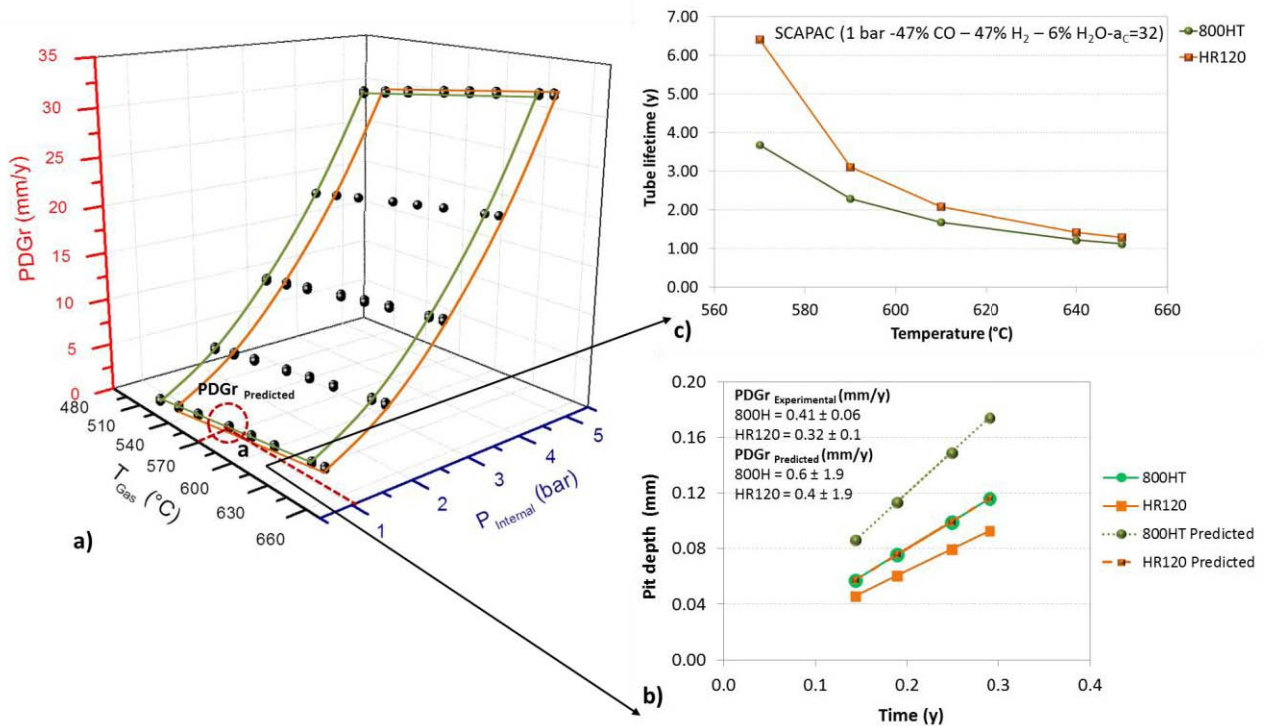 35
30
25
20
15
10
5
0
PDGr (mm/y)
480
510
540
570
600
630
660
T Gas (°C)
1
2
3
4
5
P Internal (bar)
PDGr Predicted
a
a)
7.00
6.00
5.00
4.00
3.00
2.00
1.00
0.00
Tube lifetime (y)
SCAPAC (1 bar -47% CO – 47% H2 – 6% H2O-aC=32)
800HT
HR120
560
580
600
620
640
660
Temperature (°C)
c)
0.20
0.16
0.12
0.08
0.04
0.00
Pit depth (mm)
PDGr Experimental (mm/y)
800H = 0.41 ± 0.06
HR120 = 0.32 ± 0.1
PDGr Predicted (mm/y)
800H = 0.6 ± 1.9
HR120 = 0.4 ± 1.9
800HT
HR120
800HT Predicted
HR120 Predicted
0.0
0.1
0.2
0.3
0.4
Time (y)
b)